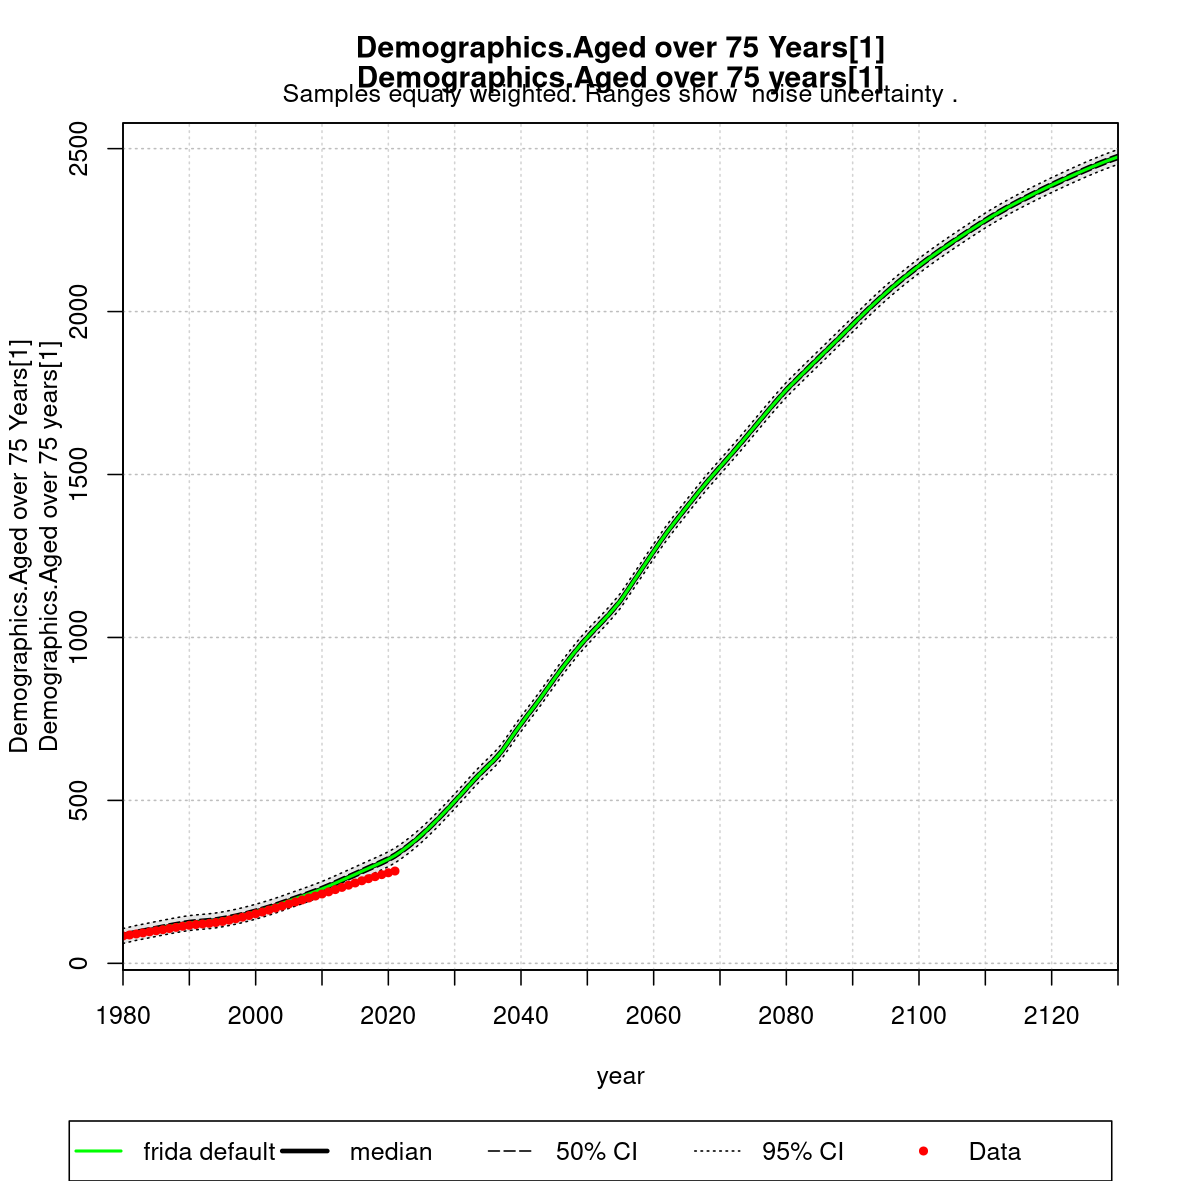 Demographics.Aged over 75 Years[1]
Demographics.Aged over 75 years[1]
Samples equaly weighted. Ranges show  noise uncertainty .
Demographics.Aged over 75 Years[1]
Demographics.Aged over 75 years[1]
2500
2000
1500
1000
500
0
1980 2000 2020 2040 2060 2080 2100 2120
year
frida default median 50% CI 95% CI Data